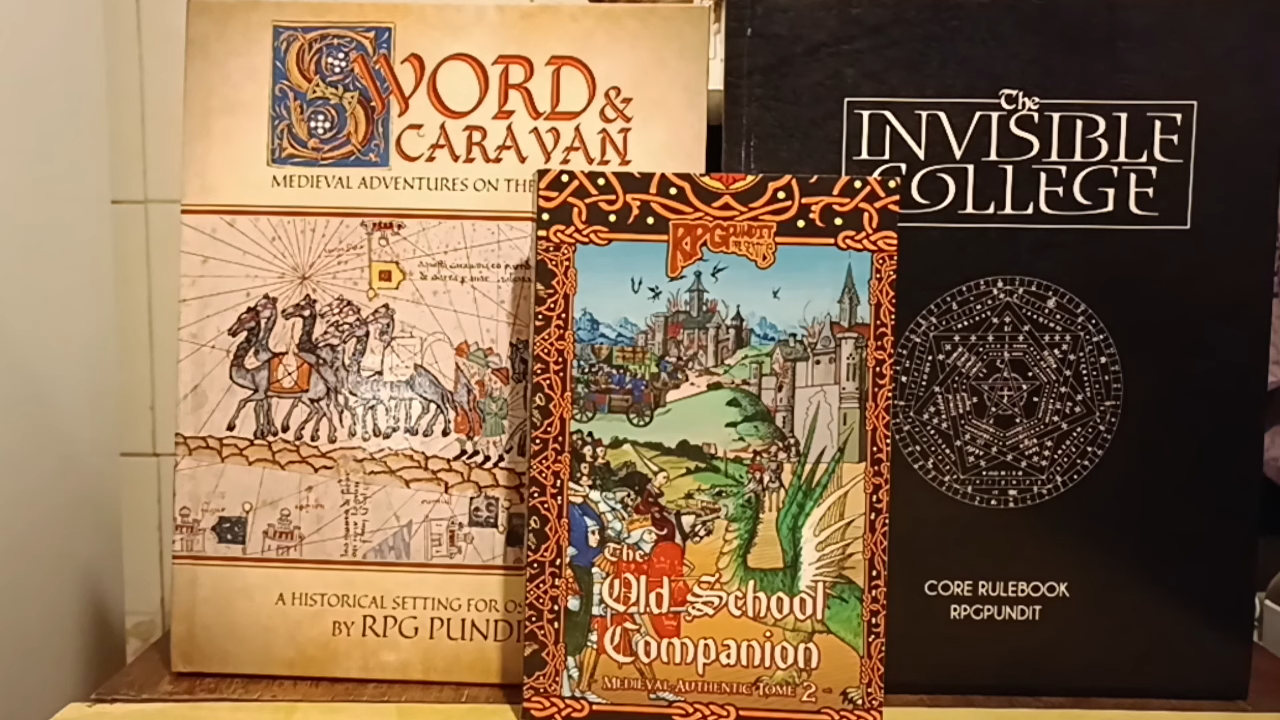 SWORD &
CARAVAN
MEDIEVAL ADVENTURES ON THE
A HISTORICAL SETTING FOR OS
BY RPG PUNDI
RPGPUNDIT
PRESENTS
The
Old School
Companion
MEDIEVAL-AUTHENTIC TOME 2
The
INVISIBLE
COLLEGE
CORE RULEBOOK
RPGPUNDIT